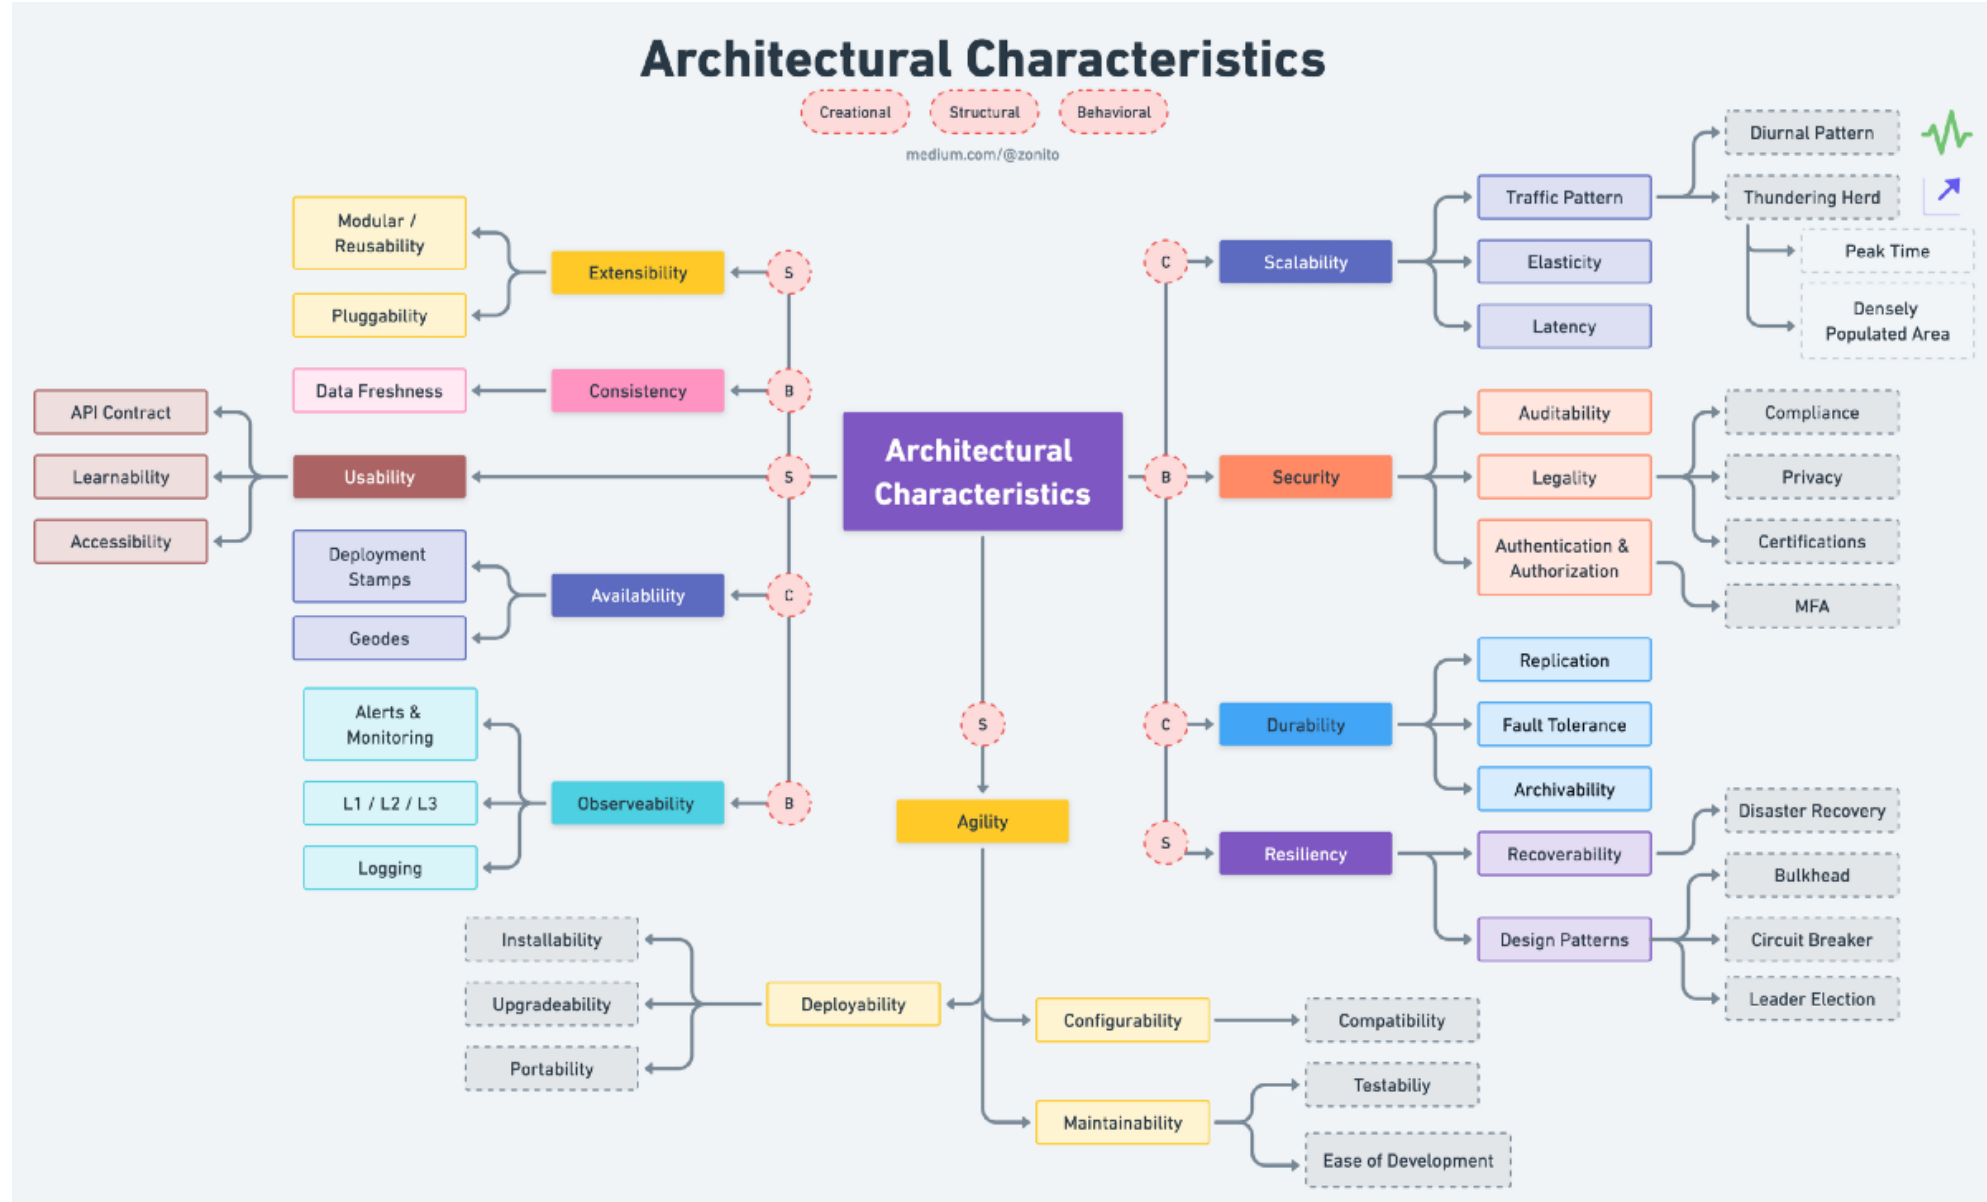 Architectural Characteristics
Creational
Structural
Behavioral
medium.com/@zonito
Modular /
Reusability
Pluggability
Extensibility
S
Data Freshness
Consistency
B
API Contract
Learnability
Accessibility
Usability
S
Deployment
Stamps
Geodes
Availablility
C
Alerts &
Monitoring
L1 / L2 / L3
Logging
Observeability
B
Architectural
Characteristics
S
Agility
Installability
Upgradeability
Portability
Deployability
Configurability
Compatibility
Maintainability
Testabiliy
Ease of Development
C
Scalability
Traffic Pattern
Diurnal Pattern
Thundering Herd
Peak Time
Densely
Populated Area
Elasticity
Latency
B
Security
Auditability
Legality
Compliance
Privacy
Certifications
Authentication &
Authorization
MFA
C
Durability
Replication
Fault Tolerance
Archivability
S
Resiliency
Recoverability
Disaster Recovery
Design Patterns
Bulkhead
Circuit Breaker
Leader Election